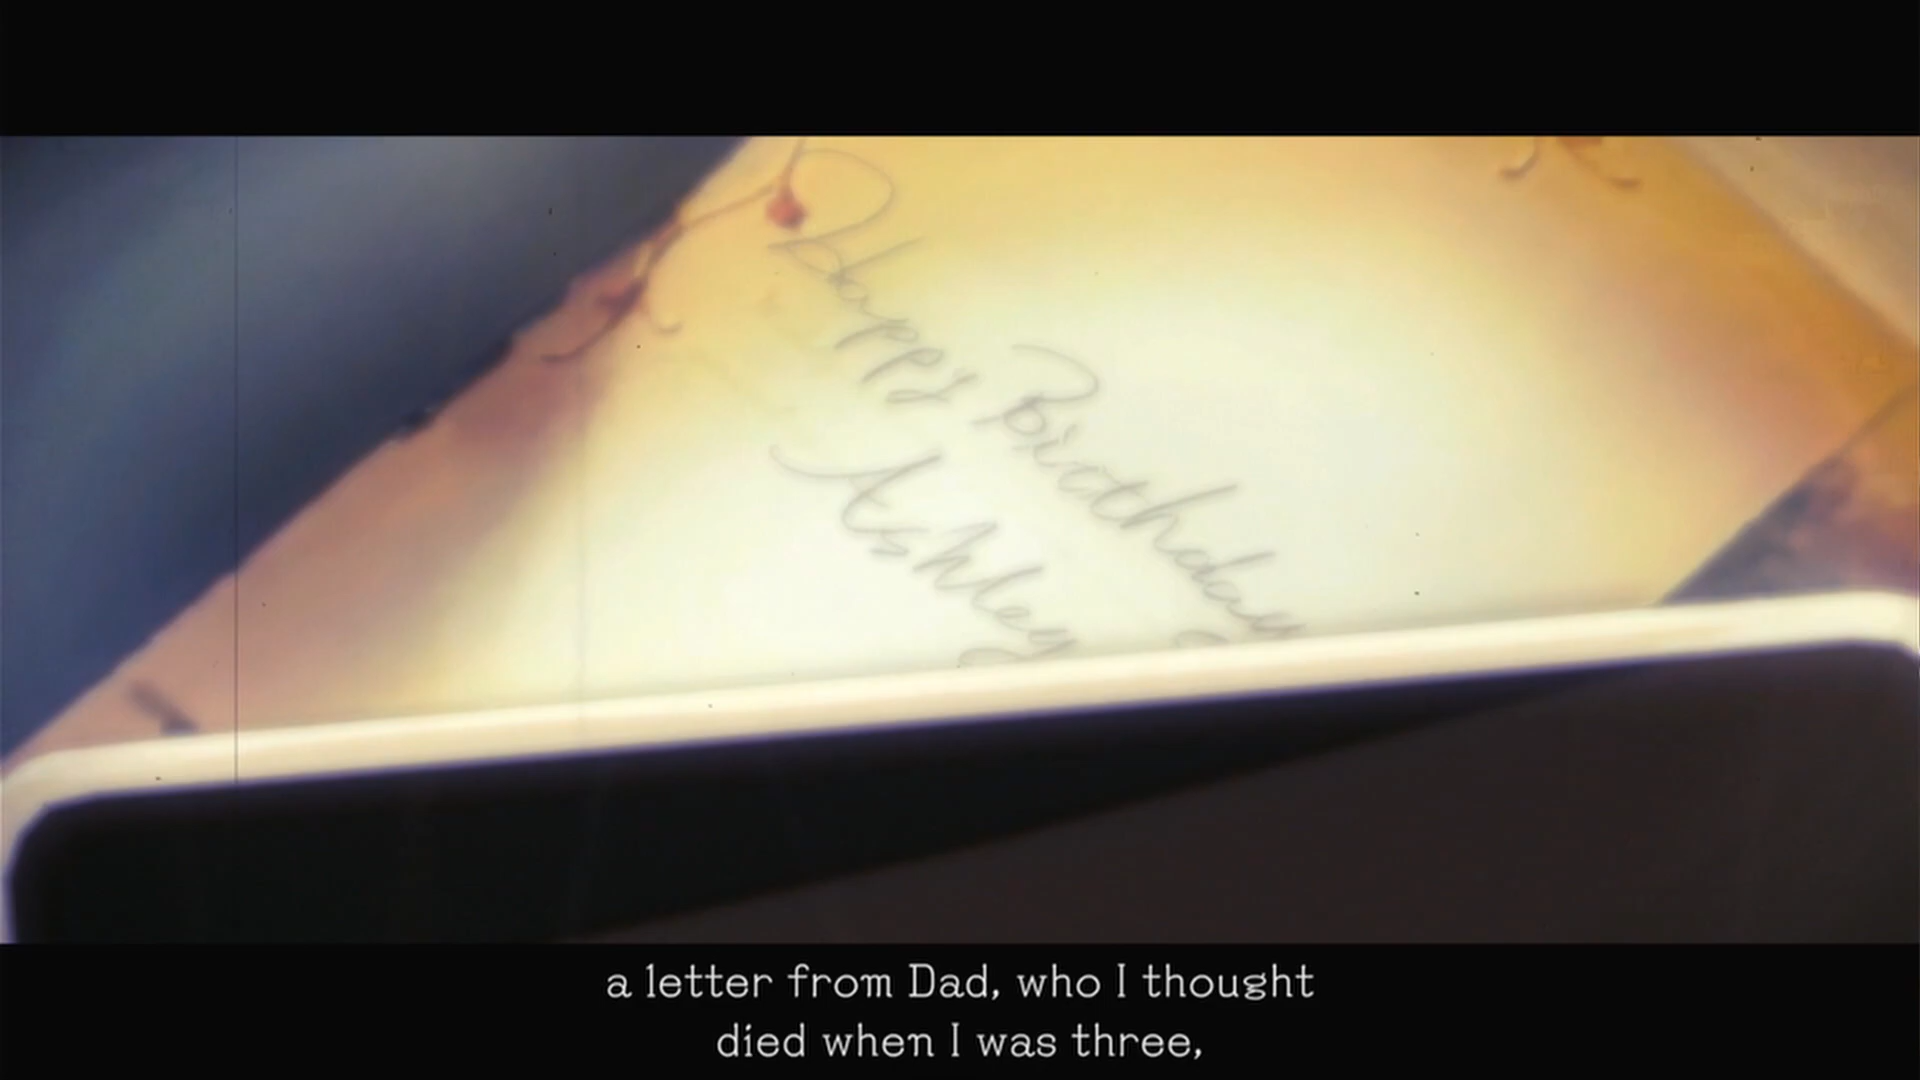 Happy Birthday
Ashley
a letter from Dad, who I thought
died when I was three,